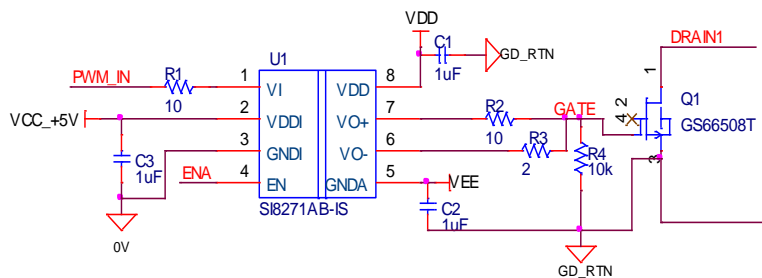 VDD
U1
C1
1uF
GD_RTN
DRAIN1
PWM_IN
R1
10
1
VI
VDD
8
VCC_+5V
2
VDDI
VO+
7
R2
10
GATE
2
4
1
Q1
GS66508T
3
GNDI
VO-
6
R3
2
R4
10k
3
C3
1uF
ENA
4
EN
GNDA
5
VEE
SI8271AB-IS
C2
1uF
0V
GD_RTN